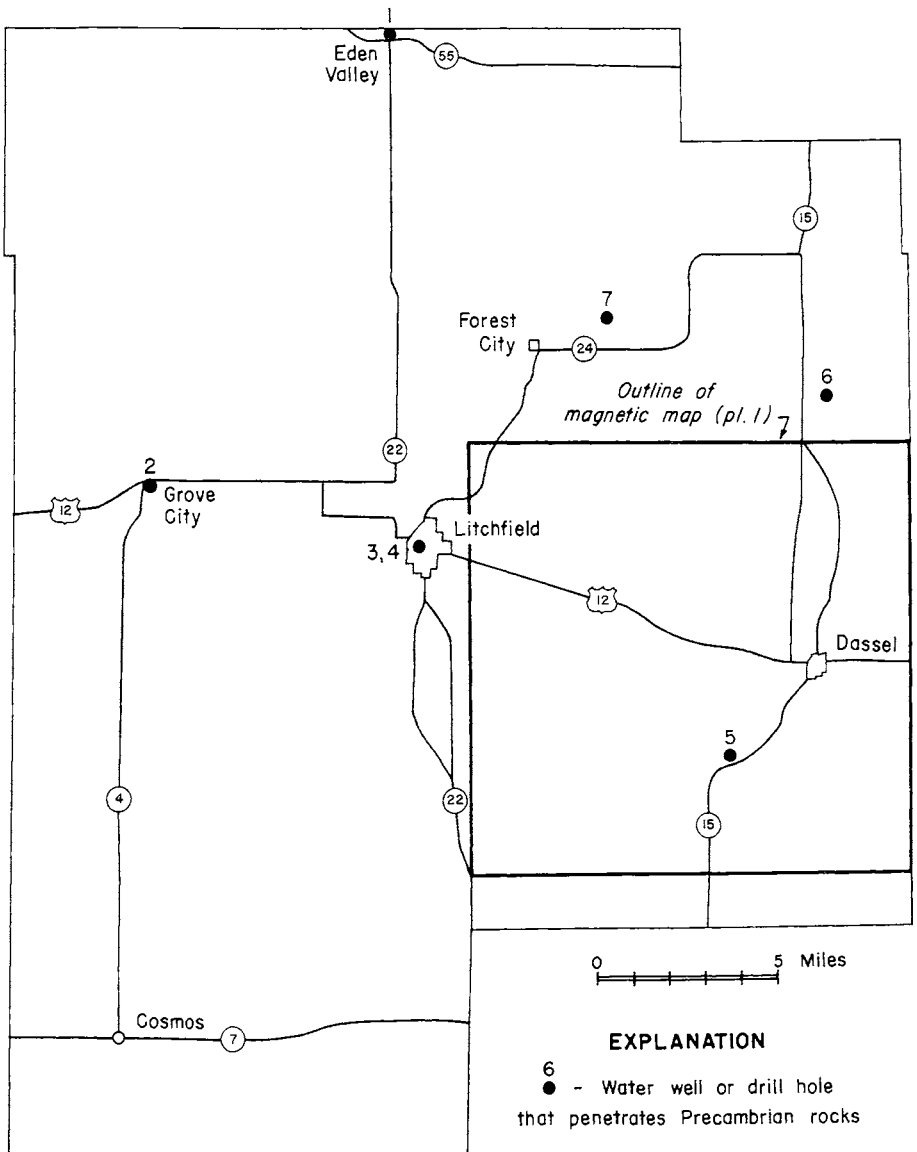 1
Eden
Valley
55
15
7
Forest
City
24
6
Outline of
magnetic map (pl. 1)
22
2
Grove
City
12
Litchfield
3, 4
12
Dassel
5
4
22
15
0 5 Miles
Cosmos
7
EXPLANATION
6
- Water well or drill hole
that penetrates Precambrian rocks